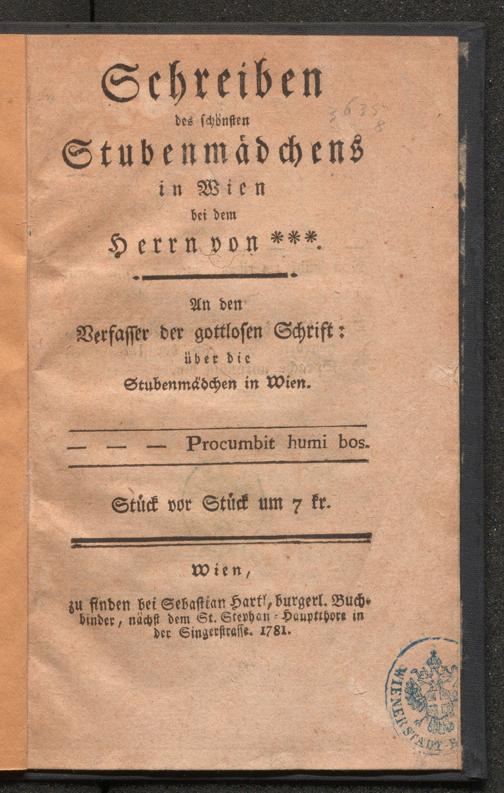 Schreiben
des schönsten
Stubenmädchens
in Wien
bei dem
Herrn von ***.
An den
Verfasser der gottlosen Schrift:
über die
Stubenmädchen in Wien.
— — — Procumbit humi bos.
Stück vor Stück um 7 kr.
Wien,
zu finden bei Sebastian Hartl, burgerl. Buch-
binder, nächst dem St. Stephan-Hauptthore in
der Singerstrasse. 1781.
WIENER STADT